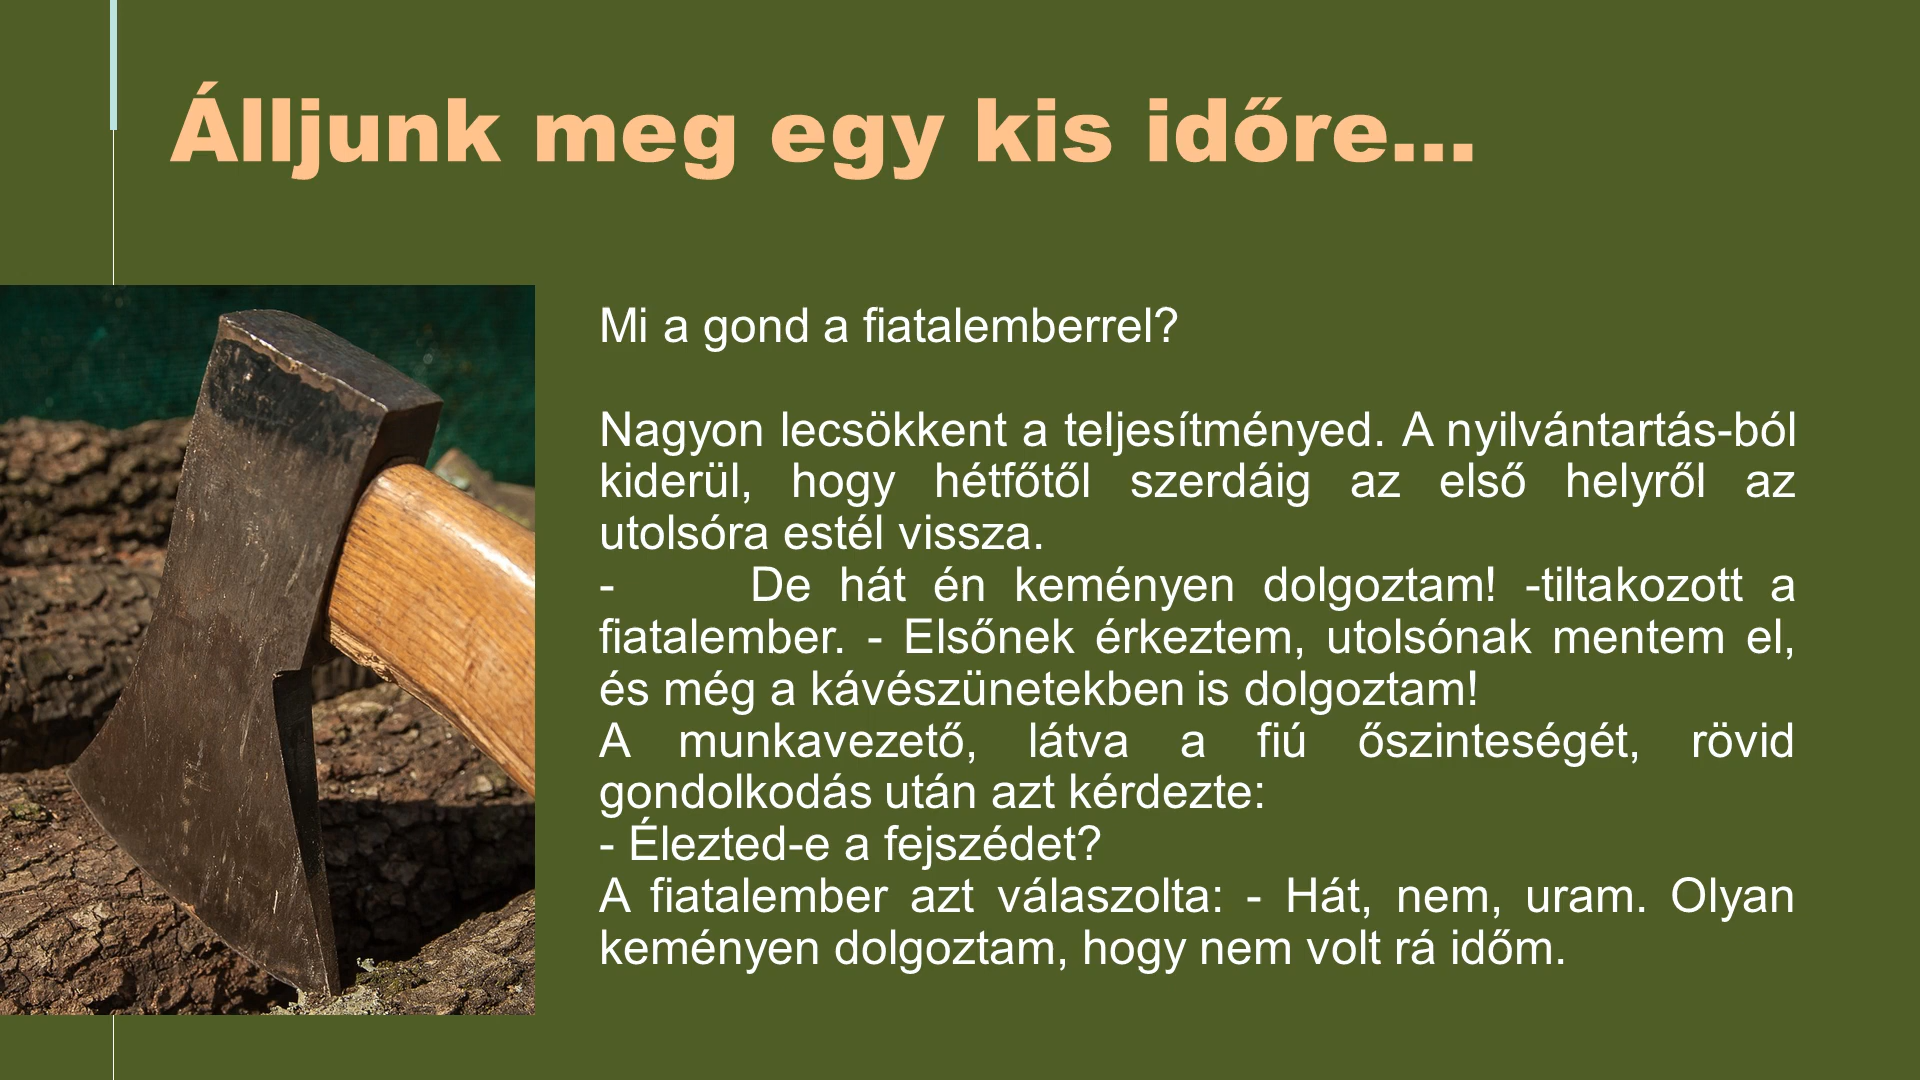 Álljunk meg egy kis időre…
Mi a gond a fiatalemberrel?
Nagyon lecsökkent a teljesítményed. A nyilvántartás-ból
kiderül, hogy hétfőtől szerdáig az első helyről az
utolsóra estél vissza.
- De hát én keményen dolgoztam! -tiltakozott a
fiatalember. - Elsőnek érkeztem, utolsónak mentem el,
és még a kávészünetekben is dolgoztam!
A munkavezető, látva a fiú őszinteségét, rövid
gondolkodás után azt kérdezte:
- Élezted-e a fejszédet?
A fiatalember azt válaszolta: - Hát, nem, uram. Olyan
keményen dolgoztam, hogy nem volt rá időm.